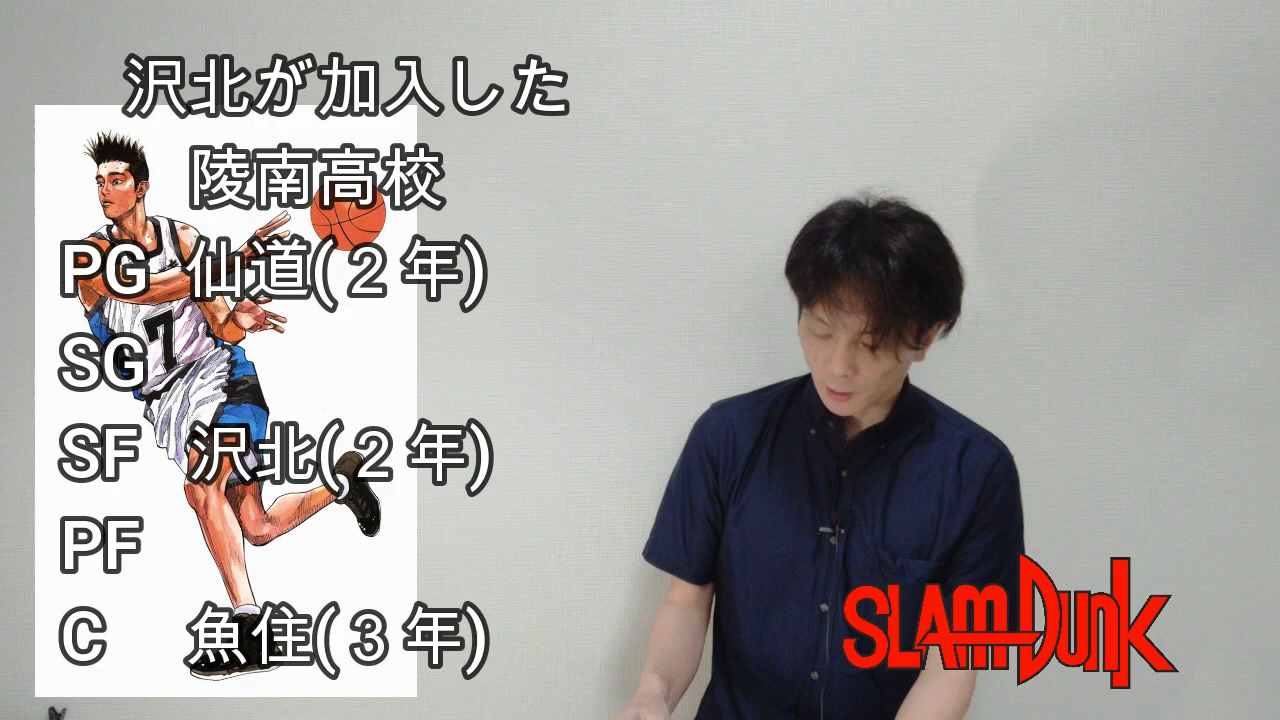 沢北が加入した
陵南高校
PG 仙道(２年)
7
SG
SF 沢北(２年)
PF
C 魚住(３年)
SLAM DUNK